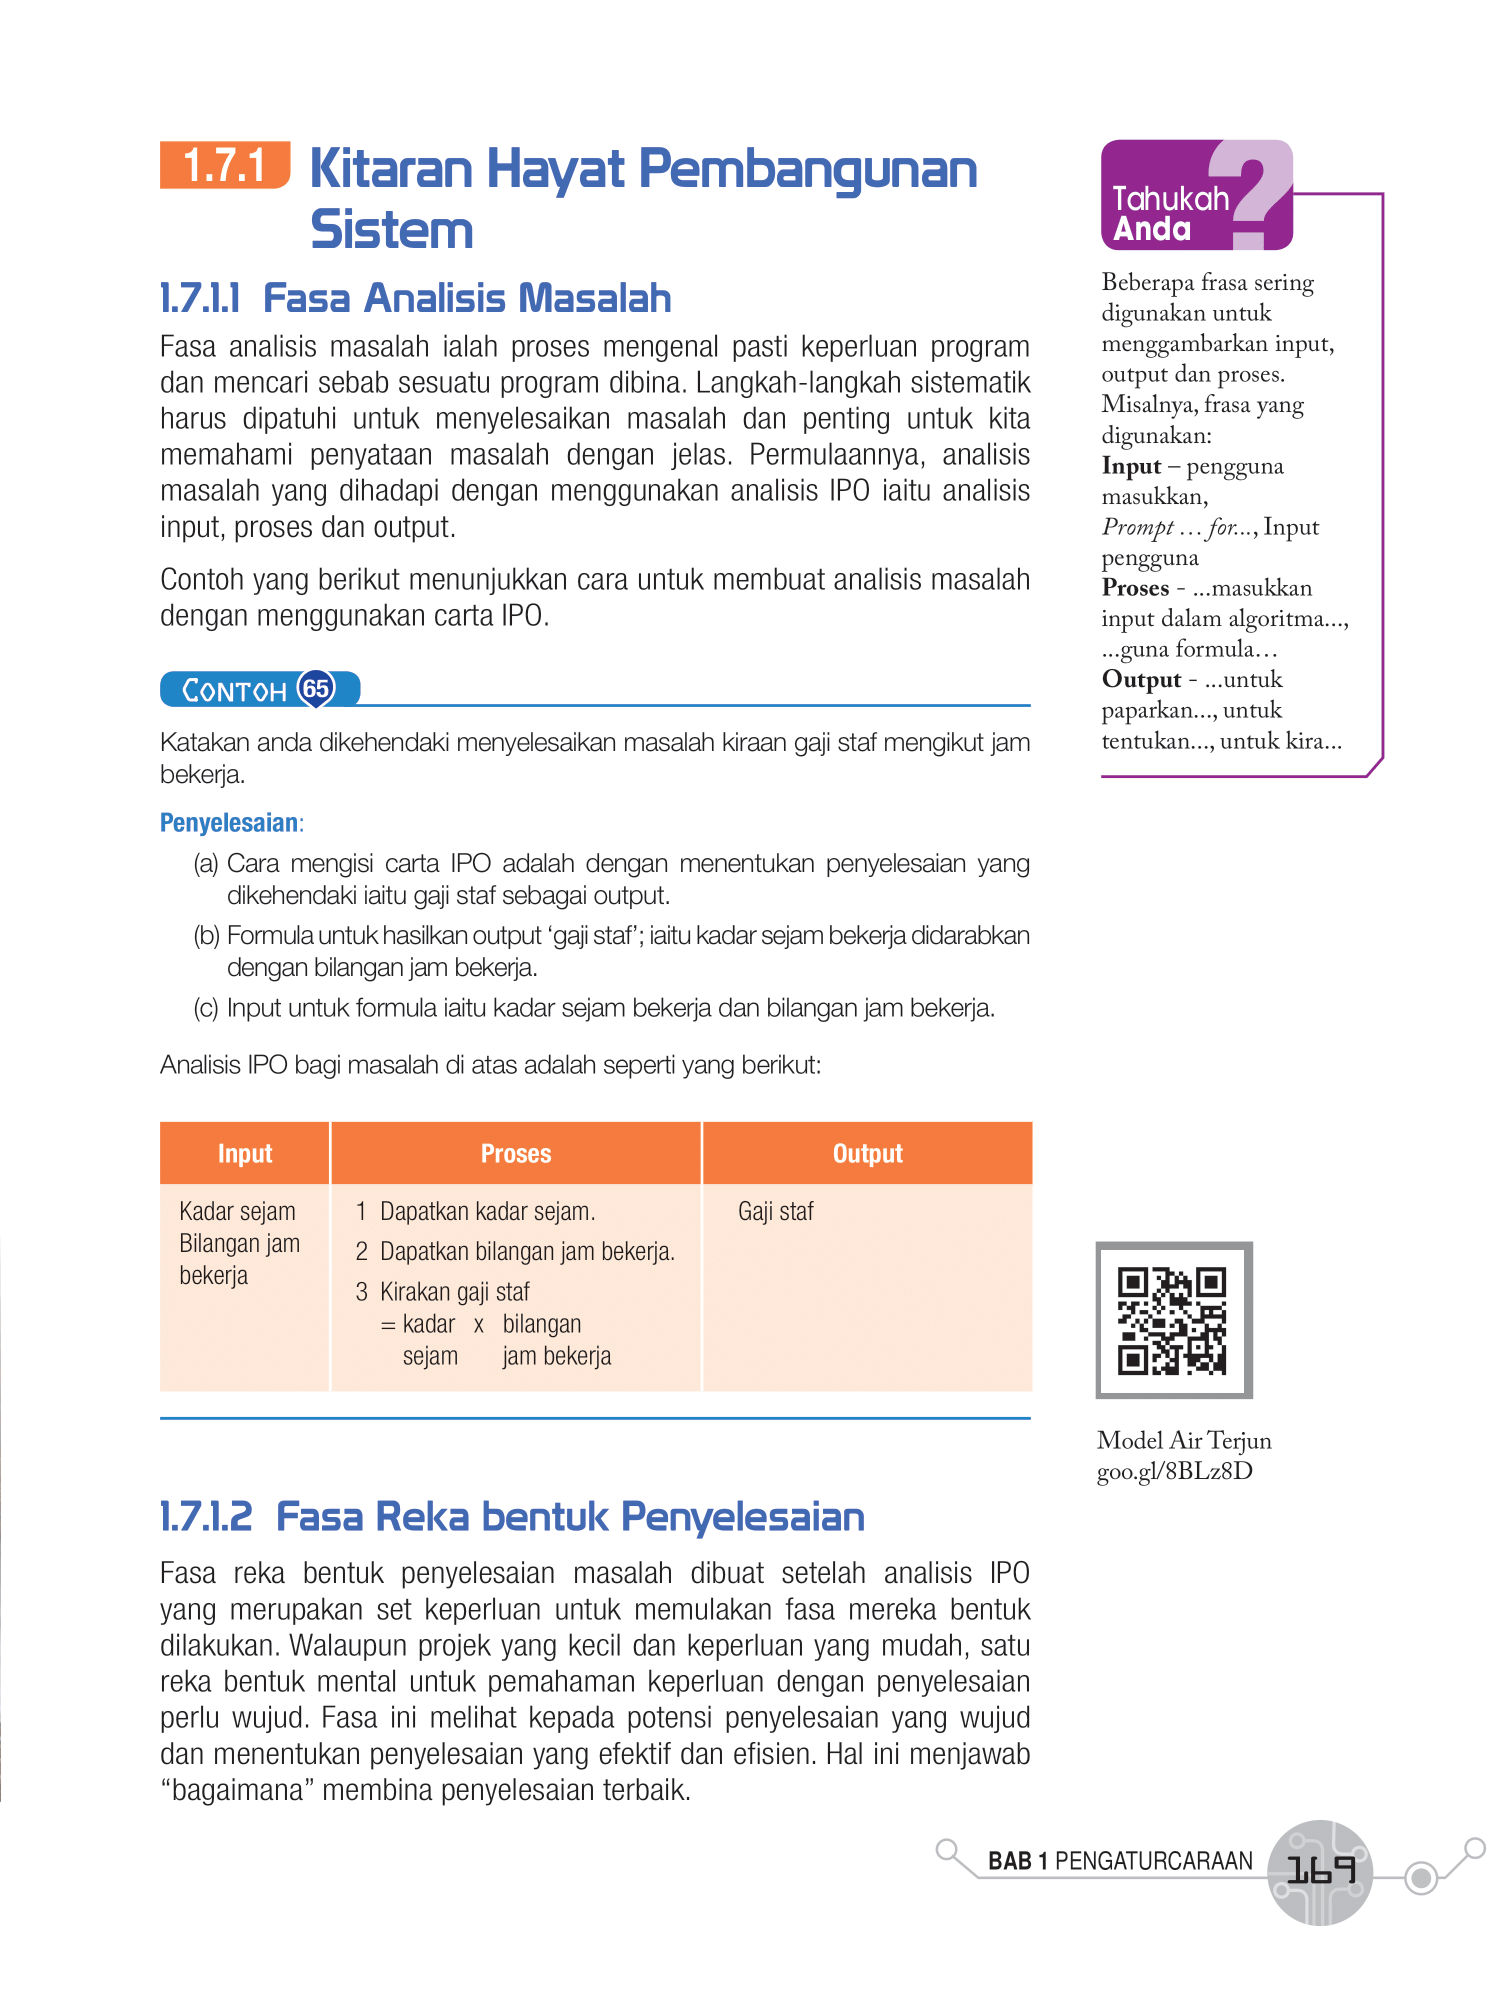 1.7.1 Kitaran Hayat Pembangunan
Sistem
1.7.1.1 Fasa Analisis Masalah
Fasa analisis masalah ialah proses mengenal pasti keperluan program
dan mencari sebab sesuatu program dibina. Langkah-langkah sistematik
harus dipatuhi untuk menyelesaikan masalah dan penting untuk kita
memahami penyataan masalah dengan jelas. Permulaannya, analisis
masalah yang dihadapi dengan menggunakan analisis IPO iaitu analisis
input, proses dan output.
Contoh yang berikut menunjukkan cara untuk membuat analisis masalah
dengan menggunakan carta IPO.
CONTOH 65
Katakan anda dikehendaki menyelesaikan masalah kiraan gaji staf mengikut jam
bekerja.
Penyelesaian:
(a) Cara mengisi carta IPO adalah dengan menentukan penyelesaian yang
dikehendaki iaitu gaji staf sebagai output.
(b) Formula untuk hasilkan output ‘gaji staf’; iaitu kadar sejam bekerja didarabkan
dengan bilangan jam bekerja.
(c) Input untuk formula iaitu kadar sejam bekerja dan bilangan jam bekerja.
Analisis IPO bagi masalah di atas adalah seperti yang berikut:
Input Proses Output
Kadar sejam
Bilangan jam
bekerja
1 Dapatkan kadar sejam.
2 Dapatkan bilangan jam bekerja.
3 Kirakan gaji staf
= kadar x bilangan
sejam jam bekerja
Gaji staf
1.7.1.2 Fasa Reka bentuk Penyelesaian
Fasa reka bentuk penyelesaian masalah dibuat setelah analisis IPO
yang merupakan set keperluan untuk memulakan fasa mereka bentuk
dilakukan. Walaupun projek yang kecil dan keperluan yang mudah, satu
reka bentuk mental untuk pemahaman keperluan dengan penyelesaian
perlu wujud. Fasa ini melihat kepada potensi penyelesaian yang wujud
dan menentukan penyelesaian yang efektif dan efisien. Hal ini menjawab
“bagaimana” membina penyelesaian terbaik.
Tahukah
Anda ?
Beberapa frasa sering
digunakan untuk
menggambarkan input,
output dan proses.
Misalnya, frasa yang
digunakan:
Input – pengguna
masukkan,
Prompt … for..., Input
pengguna
Proses - ...masukkan
input dalam algoritma...,
...guna formula…
Output - ...untuk
paparkan..., untuk
tentukan..., untuk kira...
Model Air Terjun
goo.gl/8BLz8D
BAB 1 PENGATURCARAAN 169